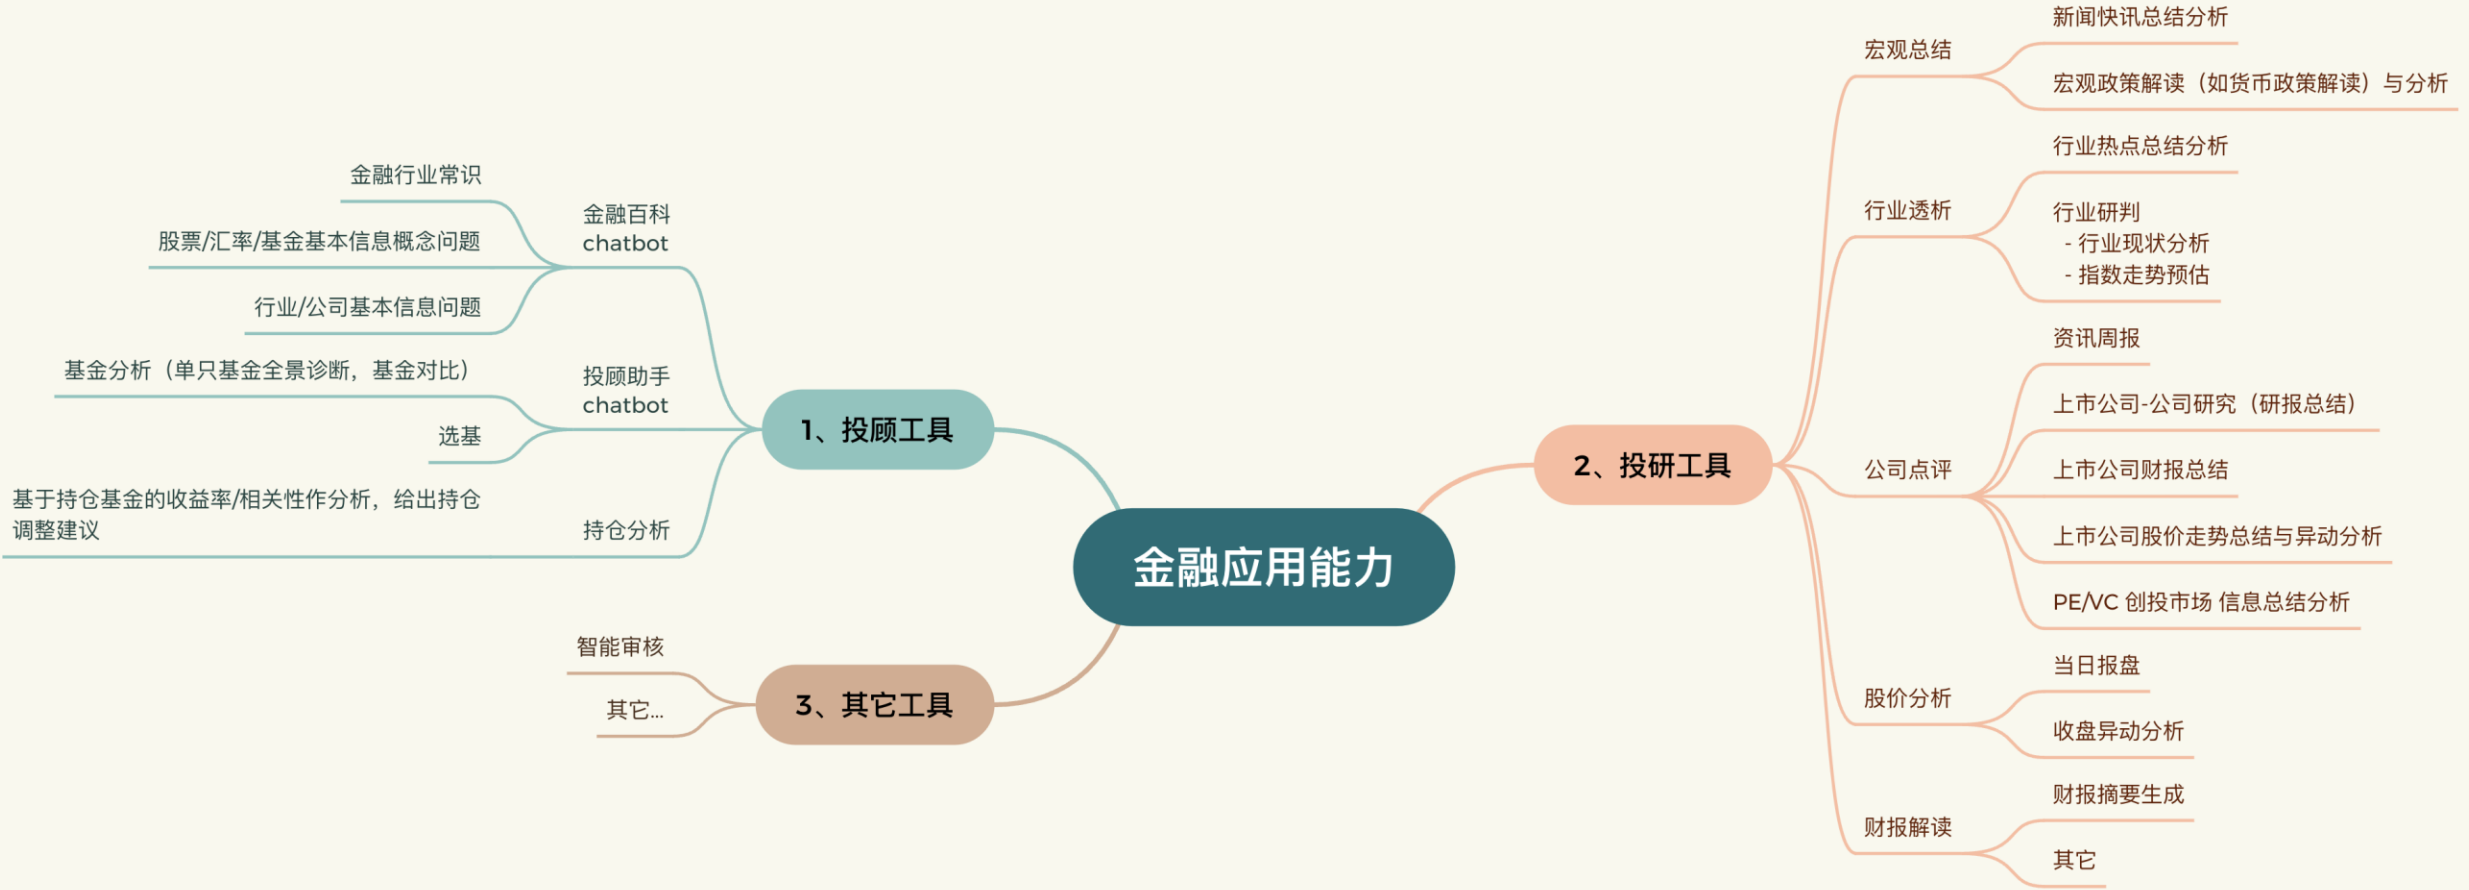 金融应用能力
1、投顾工具
金融百科
chatbot
金融行业常识
股票/汇率/基金基本信息概念问题
行业/公司基本信息问题
投顾助手
chatbot
基金分析（单只基金全景诊断，基金对比）
选基
持仓分析
基于持仓基金的收益率/相关性作分析，给出持仓
调整建议
2、投研工具
宏观总结
新闻快讯总结分析
宏观政策解读（如货币政策解读）与分析
行业透析
行业热点总结分析
行业研判
- 行业现状分析
- 指数走势预估
公司点评
资讯周报
上市公司-公司研究（研报总结）
上市公司财报总结
上市公司股价走势总结与异动分析
PE/VC 创投市场 信息总结分析
股价分析
当日报盘
收盘异动分析
财报解读
财报摘要生成
其它
3、其它工具
智能审核
其它...